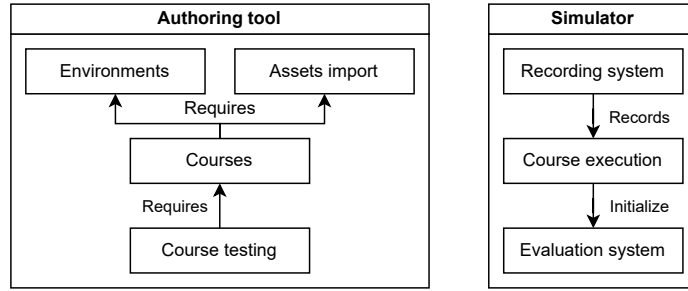 Authoring tool
Environments
Assets import
Requires
Courses
Requires
Course testing
Simulator
Recording system
Records
Course execution
Initialize
Evaluation system